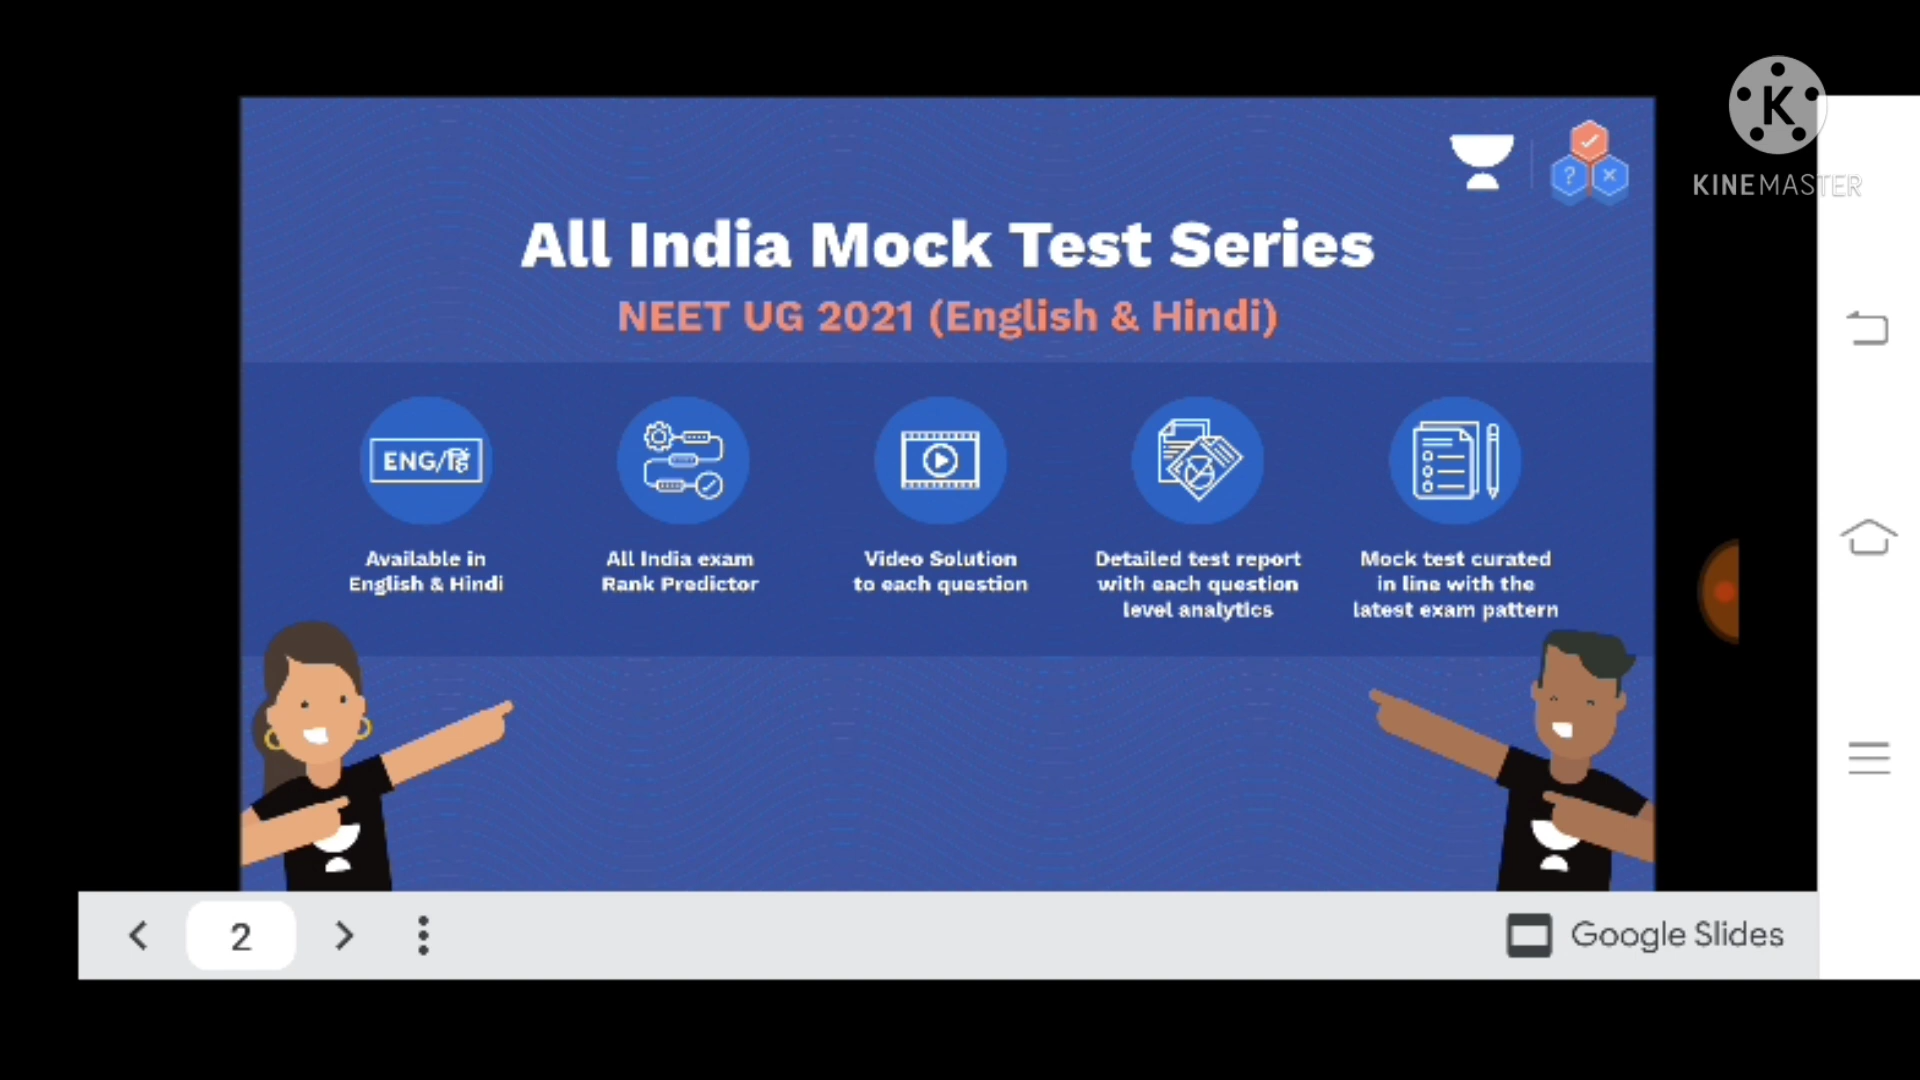 KINEMASTER
All India Mock Test Series
NEET UG 2021 (English & Hindi)
ENG/हिं
Available in
English & Hindi
All India exam
Rank Predictor
Video Solution
to each question
Detailed test report
with each question
level analytics
Mock test curated
in line with the
latest exam pattern
2
Google Slides